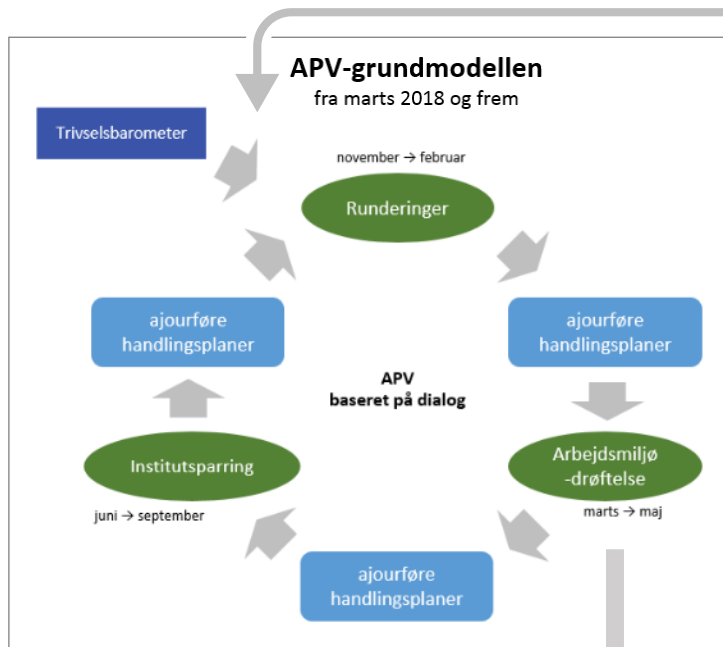 APV-grundmodellen
fra marts 2018 og frem
Trivselsbarometer
november → februar
Runderinger
ajourføre
handlingsplaner
ajourføre
handlingsplaner
APV
baseret på dialog
Institutsparring
Arbejdsmiljø
-drøftelse
juni → september
marts → maj
ajourføre
handlingsplaner